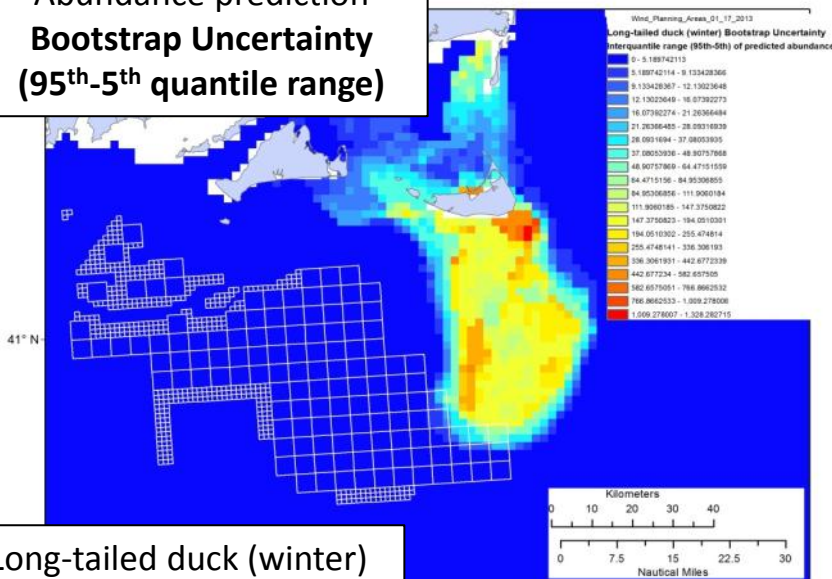 Abundance prediction
Bootstrap Uncertainty
(95th-5th quantile range)
Wind_Planning_Areas_01_17_2013
Long-tailed duck (winter) Bootstrap Uncertainty
Interquantile range (95th-5th) of predicted abundance
0 - 5.189742113
5.189742114 - 9.133428366
9.133428367 - 12.13023648
12.13023649 - 16.07392273
16.07392274 - 21.26366484
21.26366485 - 28.09316939
28.0931694 - 37.08053935
37.08053936 - 48.90757868
48.90757869 - 64.47151559
64.4715156 - 84.95306855
84.95306856 - 111.9060184
111.9060185 - 147.3750822
147.3750823 - 194.0510301
194.0510302 - 255.474814
255.4748141 - 336.306193
336.3061931 - 442.6772339
442.677234 - 582.657505
582.6575051 - 766.8662532
766.8662533 - 1,009.278006
1,009.278007 - 1,328.282715
41° N
Kilometers
0 10 20 30 40
0 7.5 15 22.5 30
Nautical Miles
Long-tailed duck (winter)